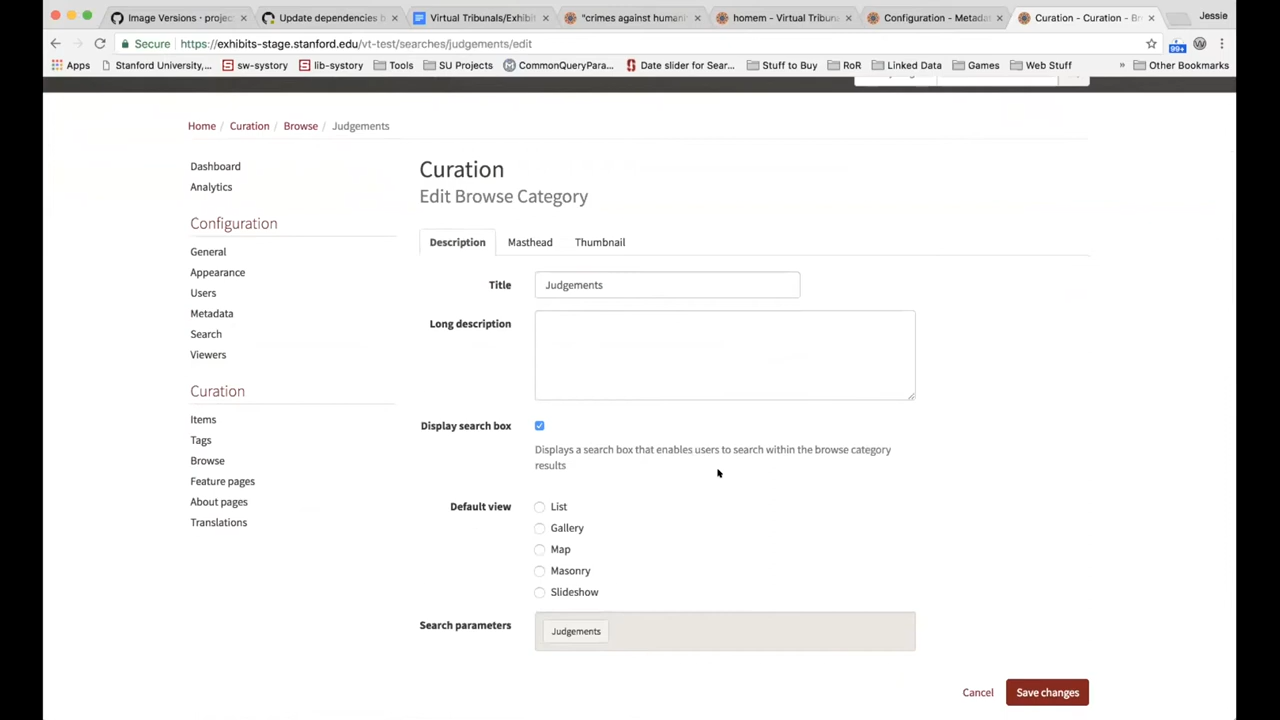 Image Versions · projec
Update dependencies b
Virtual Tribunals/Exhibit
"crimes against humani
homem - Virtual Tribuna
Configuration - Metadat
Curation - Curation - Br
Jessie
Secure https://exhibits-stage.stanford.edu/vt-test/searches/judgements/edit
99+
Apps Stanford University,... sw-systory lib-systory Tools SU Projects CommonQueryPara... Date slider for Sear... Stuff to Buy RoR Linked Data Games Web Stuff » Other Bookmarks
Home / Curation / Browse / Judgements
Dashboard
Analytics
Configuration
General
Appearance
Users
Metadata
Search
Viewers
Curation
Items
Tags
Browse
Feature pages
About pages
Translations
Curation
Edit Browse Category
Description Masthead Thumbnail
Title Judgements
Long description
Display search box
Displays a search box that enables users to search within the browse category
results
Default view List
Gallery
Map
Masonry
Slideshow
Search parameters Judgements
Cancel Save changes